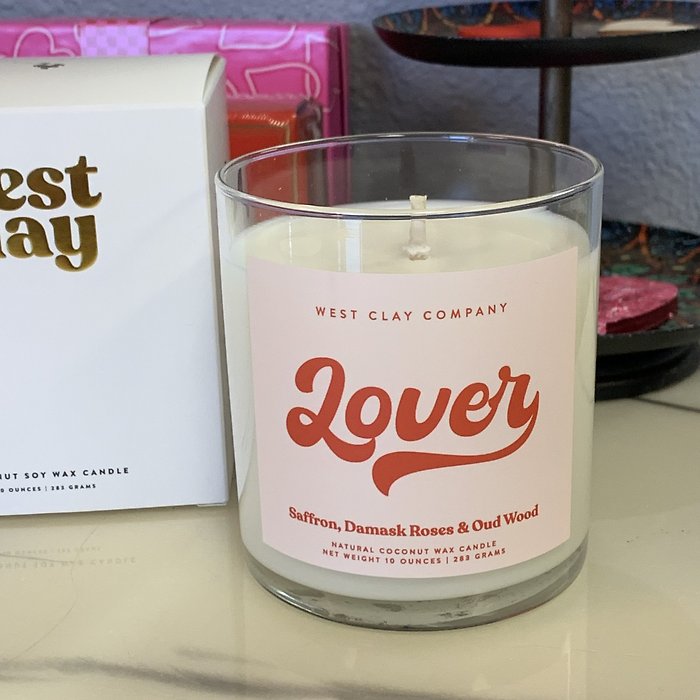 est
lay
NUT SOY WAX CANDLE
0 OUNCES | 283 GRAMS
WEST CLAY COMPANY
Lover
Saffron, Damask Roses & Oud Wood
NATURAL COCONUT WAX CANDLE
NET WEIGHT 10 OUNCES | 283 GRAMS